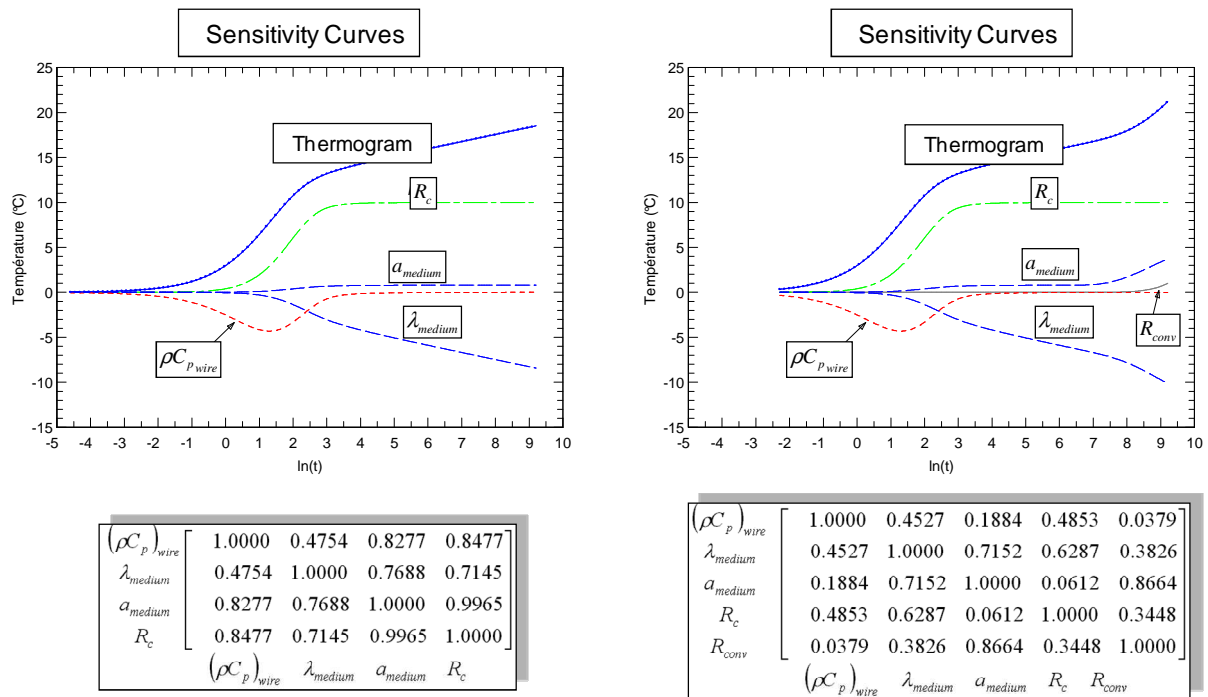 Sensitivity Curves
25
20
15
10
5
0
-5
-10
-15
Température (°C)
Thermogram
R_c
a_medium
λ_medium
ρC_p_wire
-5 -4 -3 -2 -1 0 1 2 3 4 5 6 7 8 9 10
ln(t)
(ρC_p)_wire 1.0000 0.4754 0.8277 0.8477
λ_medium 0.4754 1.0000 0.7688 0.7145
a_medium 0.8277 0.7688 1.0000 0.9965
R_c 0.8477 0.7145 0.9965 1.0000
(ρC_p)_wire λ_medium a_medium R_c
Sensitivity Curves
25
20
15
10
5
0
-5
-10
-15
Température (°C)
Thermogram
R_c
a_medium
λ_medium
R_conv
ρC_p_wire
-5 -4 -3 -2 -1 0 1 2 3 4 5 6 7 8 9 10
ln(t)
(ρC_p)_wire 1.0000 0.4527 0.1884 0.4853 0.0379
λ_medium 0.4527 1.0000 0.7152 0.6287 0.3826
a_medium 0.1884 0.7152 1.0000 0.0612 0.8664
R_c 0.4853 0.6287 0.0612 1.0000 0.3448
R_conv 0.0379 0.3826 0.8664 0.3448 1.0000
(ρC_p)_wire λ_medium a_medium R_c R_conv